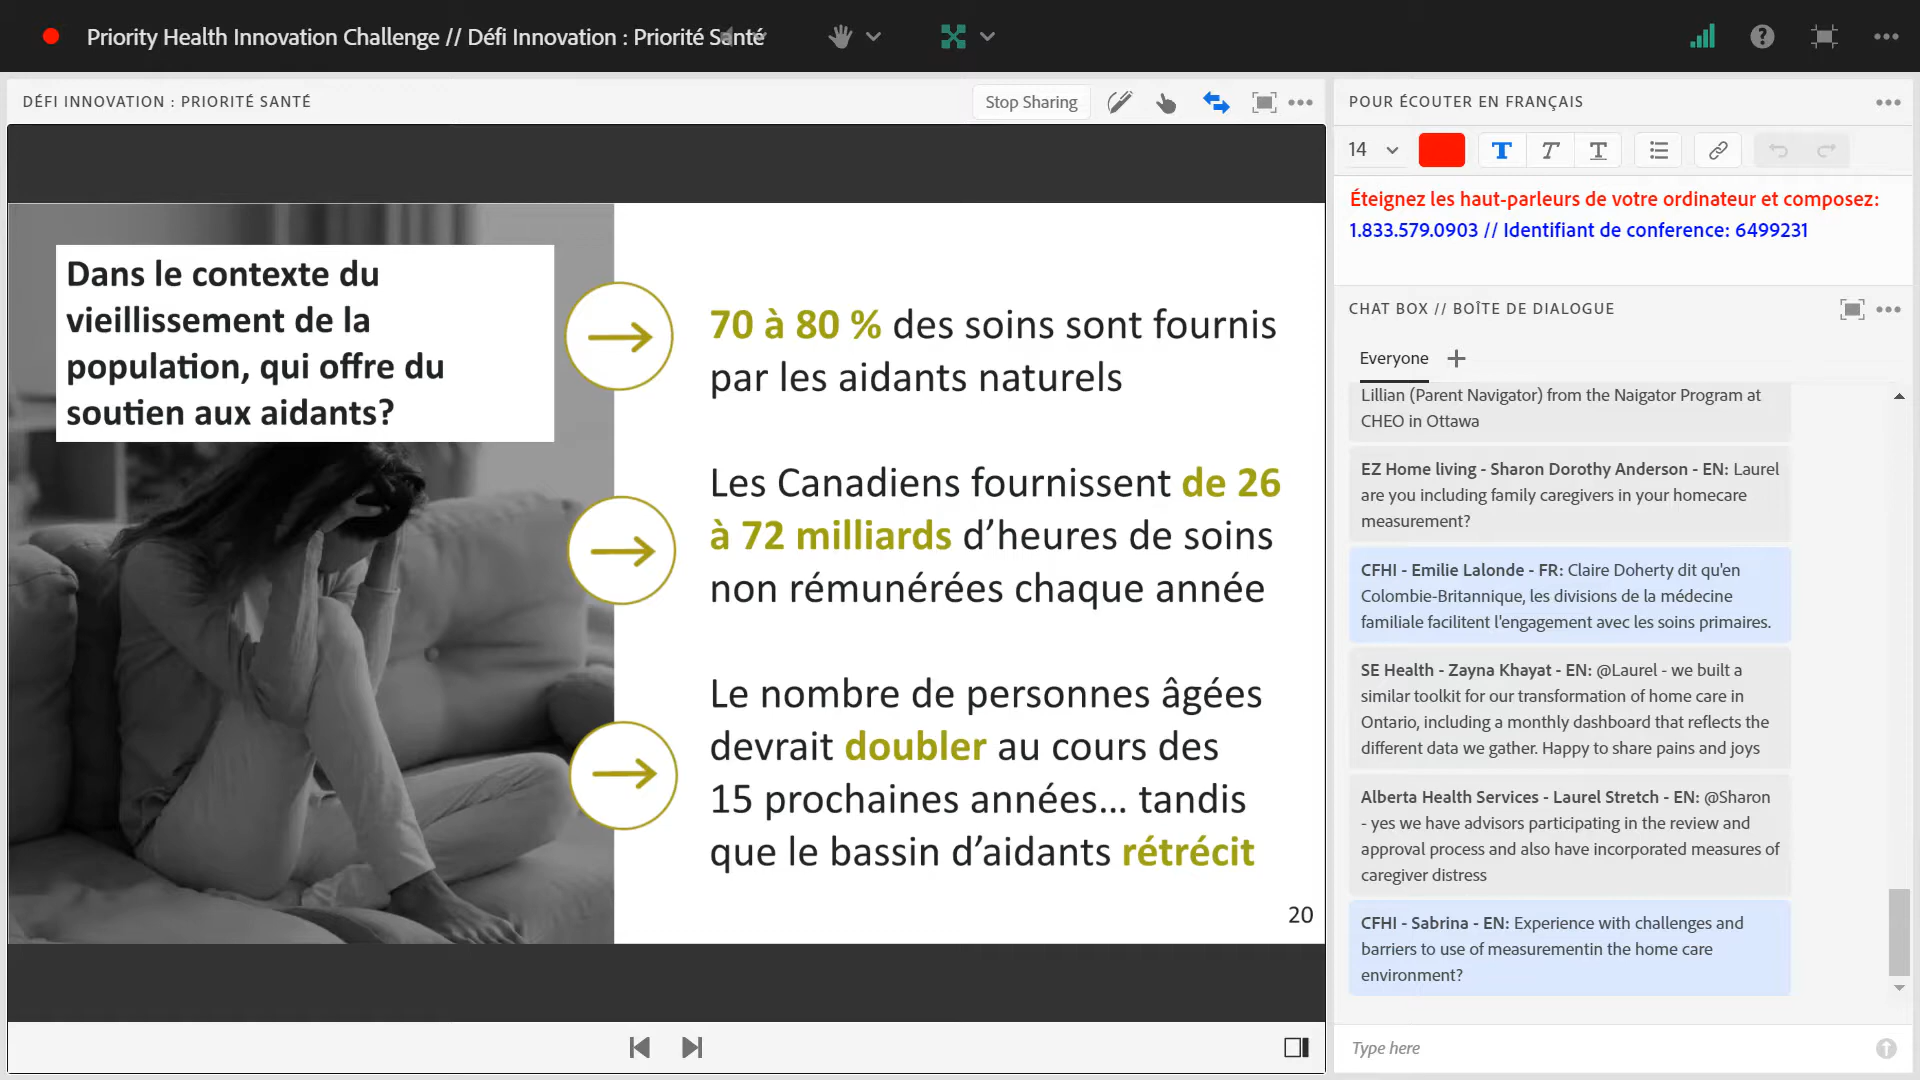 Priority Health Innovation Challenge // Défi Innovation : Priorité Santé
DÉFI INNOVATION : PRIORITÉ SANTÉ
Stop Sharing
Dans le contexte du
vieillissement de la
population, qui offre du
soutien aux aidants?
70 à 80 % des soins sont fournis
par les aidants naturels
Les Canadiens fournissent de 26
à 72 milliards d’heures de soins
non rémunérées chaque année
Le nombre de personnes âgées
devrait doubler au cours des
15 prochaines années... tandis
que le bassin d’aidants rétrécit
20
POUR ÉCOUTER EN FRANÇAIS
14
Éteignez les haut-parleurs de votre ordinateur et composez:
1.833.579.0903 // Identifiant de conference: 6499231
CHAT BOX // BOÎTE DE DIALOGUE
Everyone
Lillian (Parent Navigator) from the Naigator Program at
CHEO in Ottawa
EZ Home living - Sharon Dorothy Anderson - EN: Laurel
are you including family caregivers in your homecare
measurement?
CFHI - Emilie Lalonde - FR: Claire Doherty dit qu'en
Colombie-Britannique, les divisions de la médecine
familiale facilitent l'engagement avec les soins primaires.
SE Health - Zayna Khayat - EN: @Laurel - we built a
similar toolkit for our transformation of home care in
Ontario, including a monthly dashboard that reflects the
different data we gather. Happy to share pains and joys
Alberta Health Services - Laurel Stretch - EN: @Sharon
- yes we have advisors participating in the review and
approval process and also have incorporated measures of
caregiver distress
CFHI - Sabrina - EN: Experience with challenges and
barriers to use of measurementin the home care
environment?
Type here